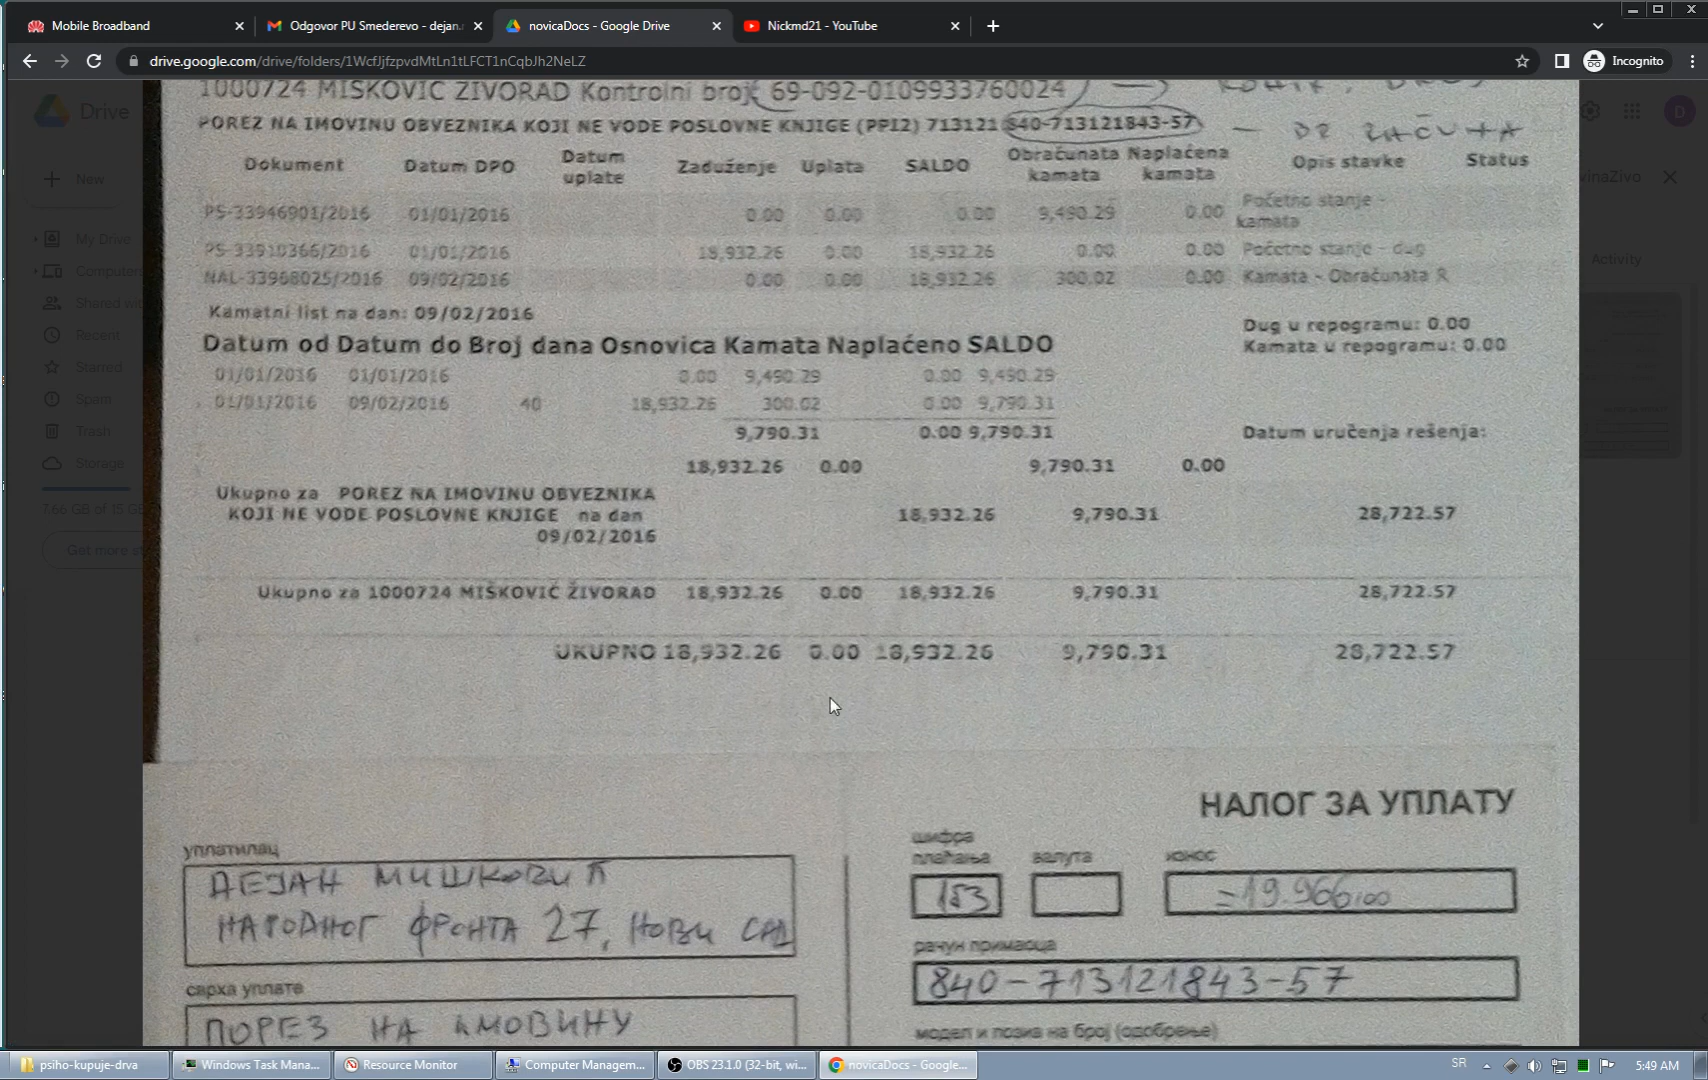 Mobile Broadband
Odgovor PU Smederevo - dejan.
novicaDocs - Google Drive
Nickmd21 - YouTube
drive.google.com/drive/folders/1WcfJjfzpvdMtLn1tLFCT1nCqbJh2NeLZ
Incognito
Drive
New
My Drive
Computer
Shared wit
Recent
Starred
Spam
Trash
Storage
7.66 GB of 15 G
Get more st
vinaZivo
Activity
D
1000724 MIŠKOVIĆ ŽIVORAD Kontrolni broj: 69-092-0109933760024
POREZ NA IMOVINU OBVEZNIKA KOJI NE VODE POSLOVNE KNJIGE (PPI2) 713121 840-713121843-57 — BR RAČUNA
Dokument Datum DPO Datum uplate Zaduženje Uplata SALDO Obračunata kamata Naplaćena kamata Opis stavke Status
PS-33946901/2016 01/01/2016 0.00 0.00 0.00 9,490.29 0.00 Početno stanje - kamata
PS-33910366/2016 01/01/2016 18,932.26 0.00 18,932.26 0.00 0.00 Početno stanje - dug
NAL-33968025/2016 09/02/2016 0.00 0.00 18,932.26 300.02 0.00 Kamata - Obračunata R
Kamatni list na dan: 09/02/2016
Dug u repogramu: 0.00
Kamata u repogramu: 0.00
Datum od Datum do Broj dana Osnovica Kamata Naplaćeno SALDO
01/01/2016 01/01/2016 0.00 9,490.29 0.00 9,490.29
01/01/2016 09/02/2016 40 18,932.26 300.02 0.00 9,790.31
9,790.31 0.00 9,790.31 Datum uručenja rešenja:
18,932.26 0.00 9,790.31 0.00
Ukupno za POREZ NA IMOVINU OBVEZNIKA
KOJI NE VODE POSLOVNE KNJIGE na dan 18,932.26 9,790.31 28,722.57
09/02/2016
Ukupno za 1000724 MIŠKOVIĆ ŽIVORAD 18,932.26 0.00 18,932.26 9,790.31 28,722.57
UKUPNO 18,932.26 0.00 18,932.26 9,790.31 28,722.57
НАЛОГ ЗА УПЛАТУ
уплатилац
ДЕЈАН МИШКОВИЋ
НАРОДНОГ ФРОНТА 27, НОВИ САД
сврха уплате
ПОРЕЗ НА ИМОВИНУ
шифра плаћања
валута
износ
153
=19.966,00
рачун примаоца
840-713121843-57
модел и позив на број (одобрење)
psiho-kupuje-drva
Windows Task Mana...
Resource Monitor
Computer Managem...
OBS 23.1.0 (32-bit, wi...
novicaDocs - Google...
SR
5:49 AM